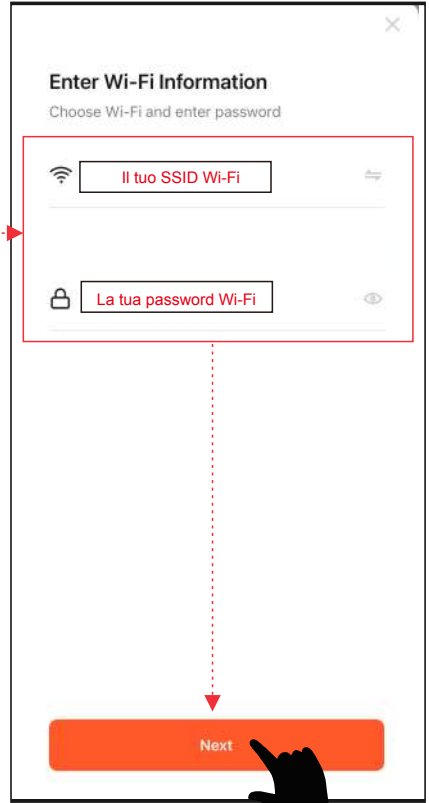 Enter Wi-Fi Information
Choose Wi-Fi and enter password
Il tuo SSID Wi-Fi
La tua password Wi-Fi
Next